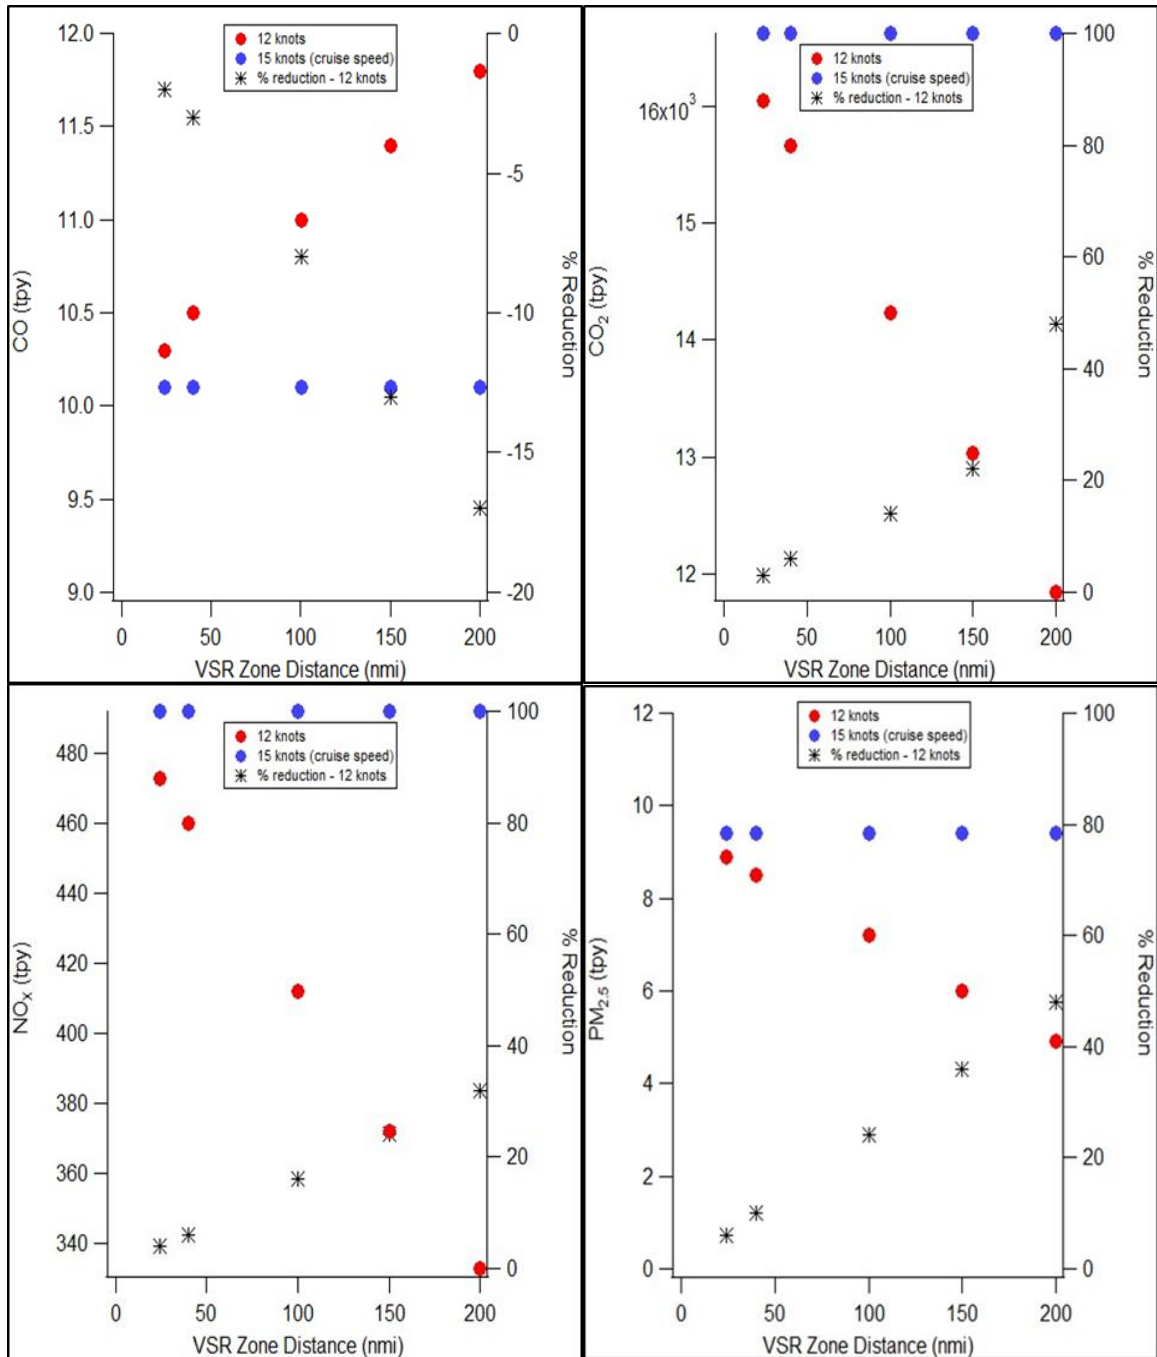 12.0
11.5
11.0
10.5
10.0
9.5
9.0
CO (tpy)
12 knots
15 knots (cruise speed)
% reduction - 12 knots
0
-5
-10
-15
-20
% Reduction
0 50 100 150 200
VSR Zone Distance (nmi)
16x10³
15
14
13
12
CO₂ (tpy)
12 knots
15 knots (cruise speed)
% reduction - 12 knots
100
80
60
40
20
0
% Reduction
0 50 100 150 200
VSR Zone Distance (nmi)
480
460
440
420
400
380
360
340
NOₓ (tpy)
12 knots
15 knots (cruise speed)
% reduction - 12 knots
100
80
60
40
20
0
% Reduction
0 50 100 150 200
VSR Zone Distance (nmi)
12
10
8
6
4
2
0
PM₂.₅ (tpy)
12 knots
15 knots (cruise speed)
% reduction - 12 knots
100
80
60
40
20
0
% Reduction
0 50 100 150 200
VSR Zone Distance (nmi)